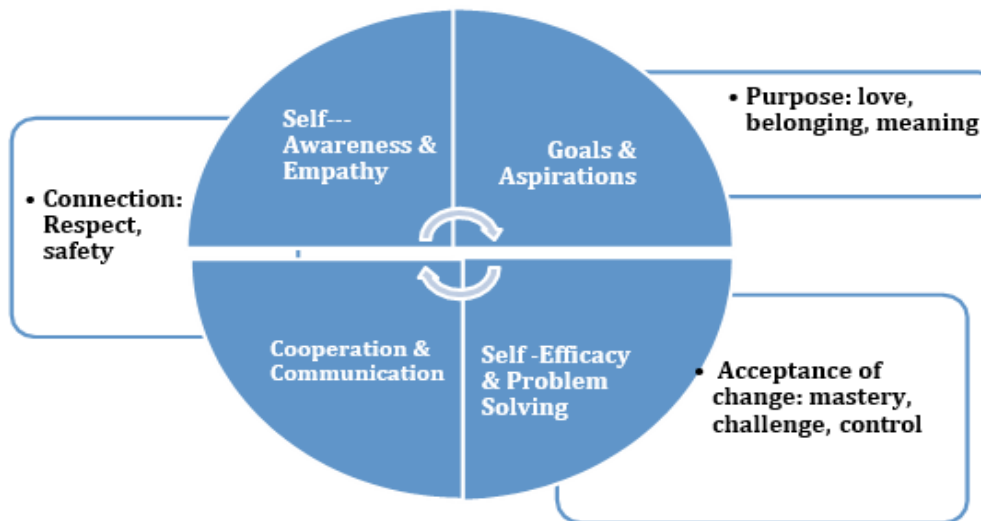 Self---
Awareness &
Empathy
Goals &
Aspirations
• Purpose: love,
belonging, meaning
• Connection:
Respect,
safety
Cooperation &
Communication
Self -Efficacy
& Problem
Solving
• Acceptance of
change: mastery,
challenge, control